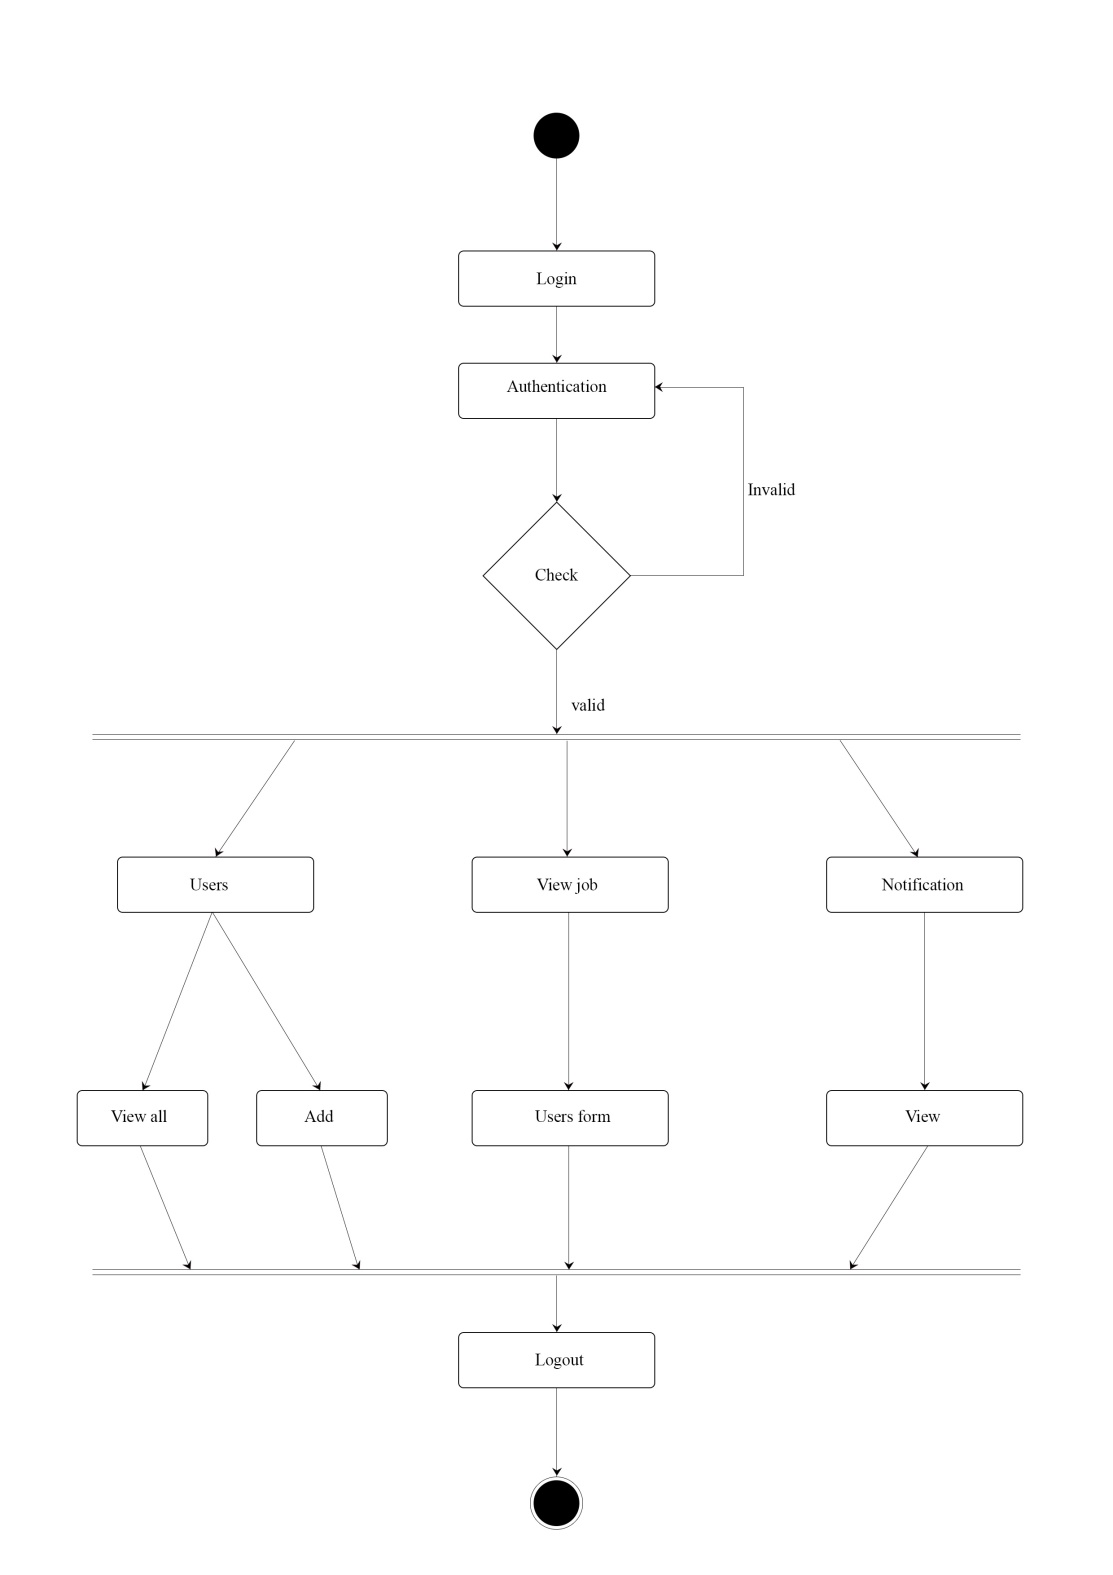 Login
Authentication
Invalid
Check
valid
Users
View job
Notification
View all
Add
Users form
View
Logout